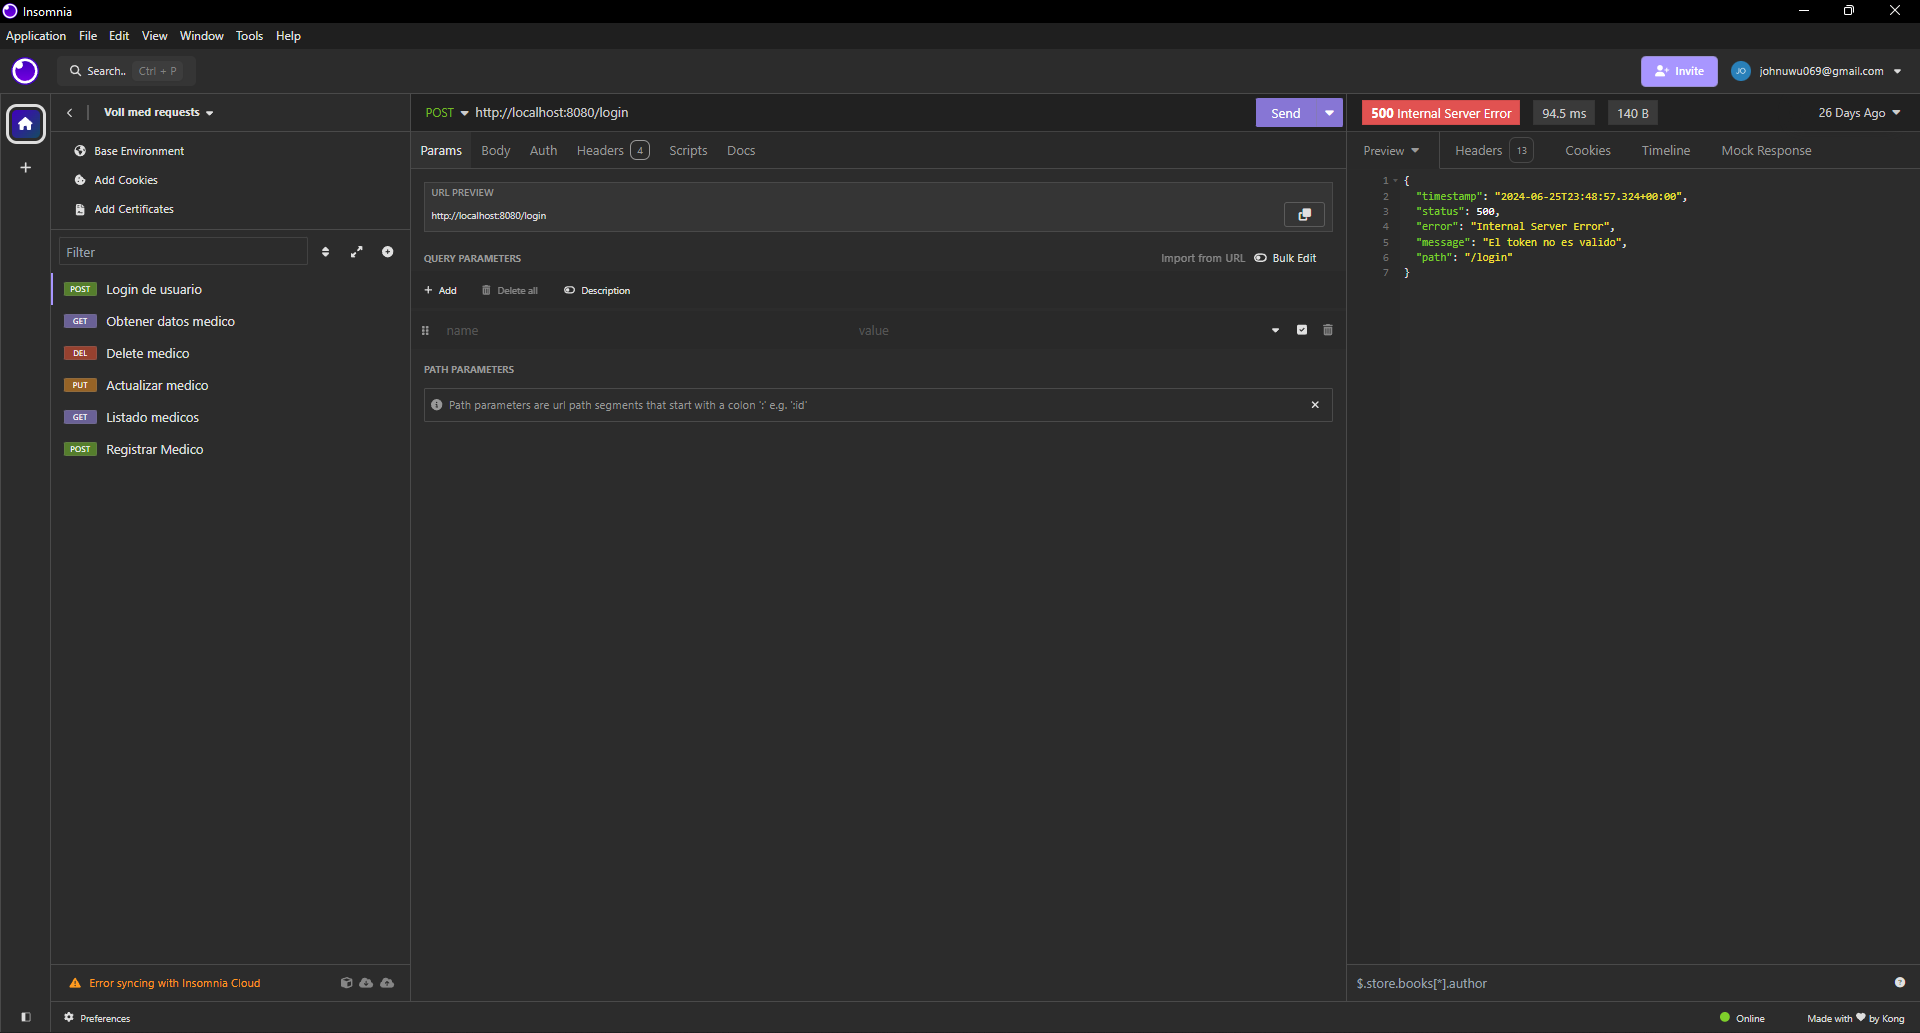 Insomnia
Application File Edit View Window Tools Help
Search.. Ctrl + P
Invite
JO johnuwu069@gmail.com
Voll med requests
Base Environment
Add Cookies
Add Certificates
Filter
POST Login de usuario
GET Obtener datos medico
DEL Delete medico
PUT Actualizar medico
GET Listado medicos
POST Registrar Medico
Error syncing with Insomnia Cloud
POST http://localhost:8080/login
Send
Params Body Auth Headers 4 Scripts Docs
URL PREVIEW
http://localhost:8080/login
QUERY PARAMETERS
Import from URL Bulk Edit
Add Delete all Description
name value
PATH PARAMETERS
Path parameters are url path segments that start with a colon ':' e.g. ':id'
500 Internal Server Error 94.5 ms 140 B 26 Days Ago
Preview Headers 13 Cookies Timeline Mock Response
1 {
2 "timestamp": "2024-06-25T23:48:57.324+00:00",
3 "status": 500,
4 "error": "Internal Server Error",
5 "message": "El token no es valido",
6 "path": "/login"
7 }
$.store.books[*].author
Preferences
Online
Made with ♥ by Kong